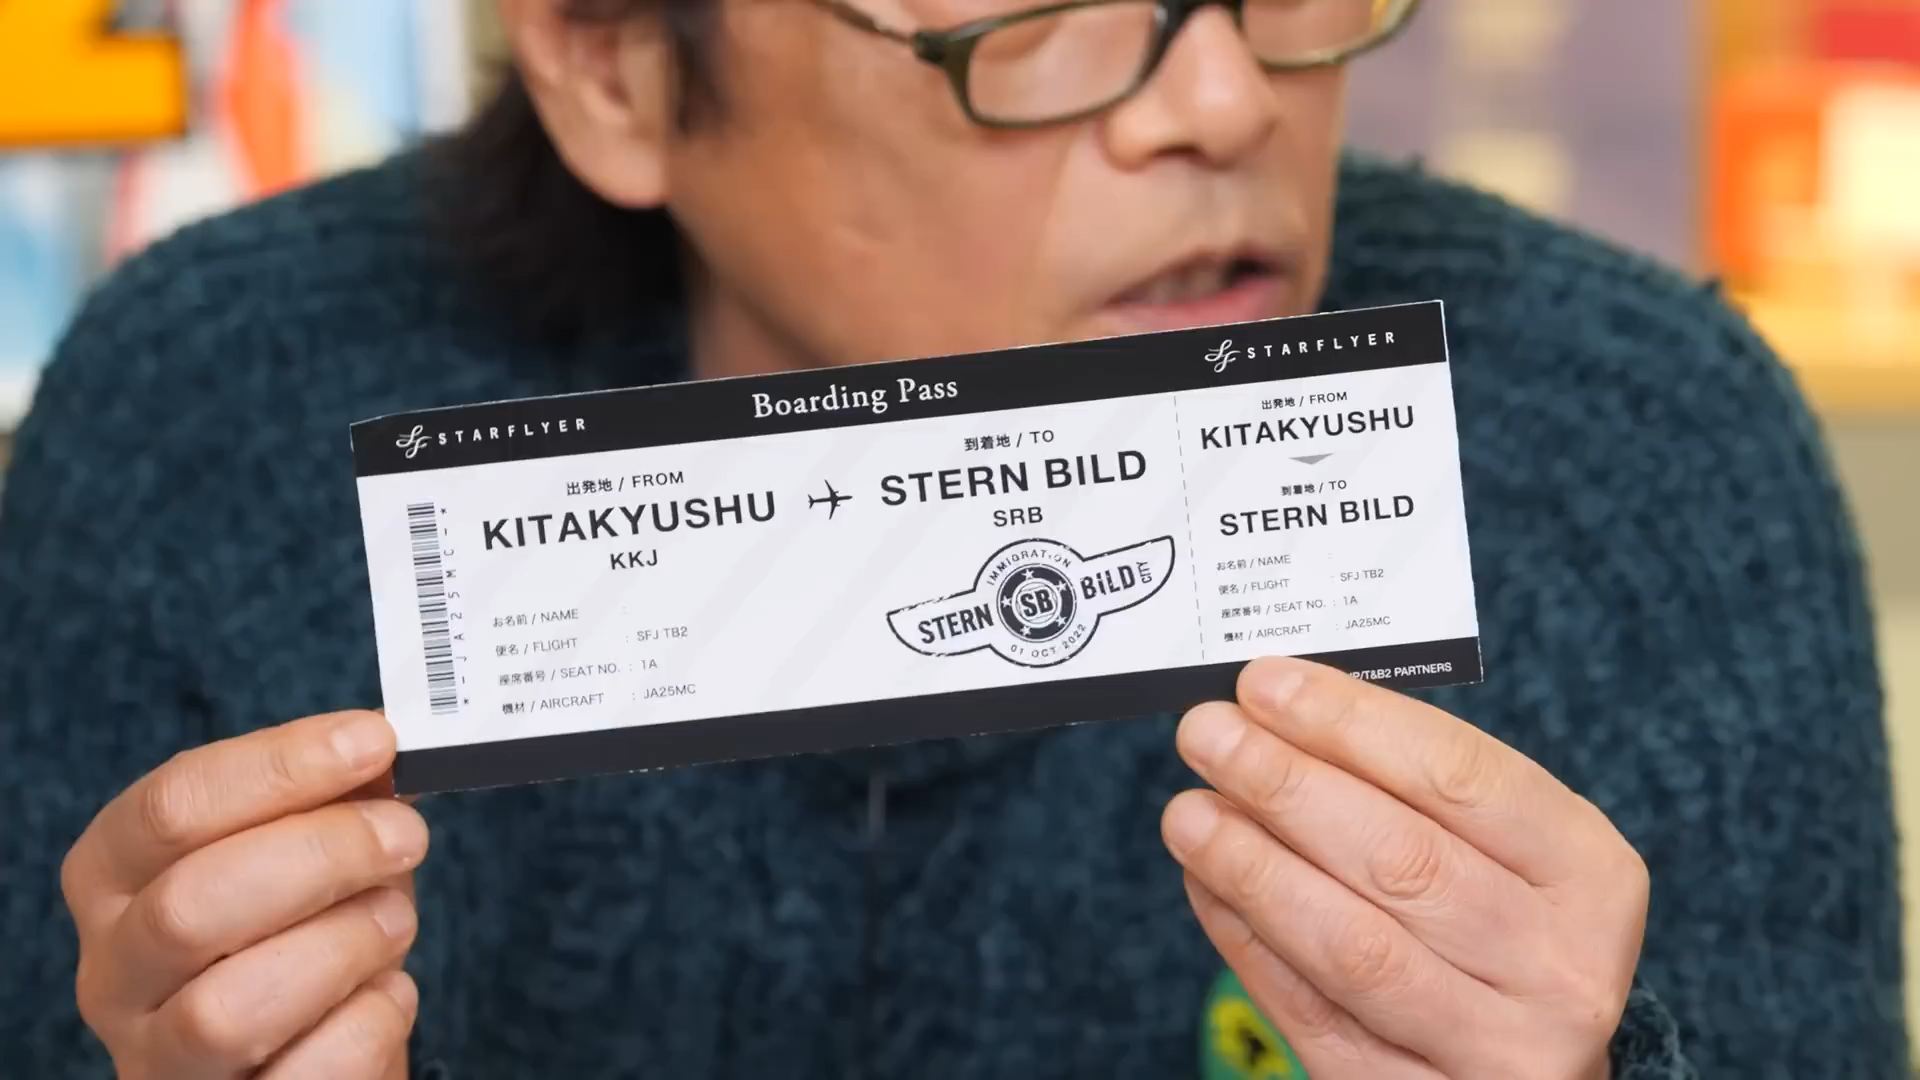 STARFLYER
Boarding Pass
STARFLYER
出発地 / FROM
KITAKYUSHU
KKJ
到着地 / TO
STERN BILD
SRB
*-JA25MC-*
お名前 / NAME :
便名 / FLIGHT : SFJ TB2
座席番号 / SEAT NO. : 1A
機材 / AIRCRAFT : JA25MC
IMMIGRATION
STERN SB BiLD CITY
01 OCT 2022
出発地 / FROM
KITAKYUSHU
到着地 / TO
STERN BILD
お名前 / NAME :
便名 / FLIGHT : SFJ TB2
座席番号 / SEAT NO. : 1A
機材 / AIRCRAFT : JA25MC
P/T&B2 PARTNERS